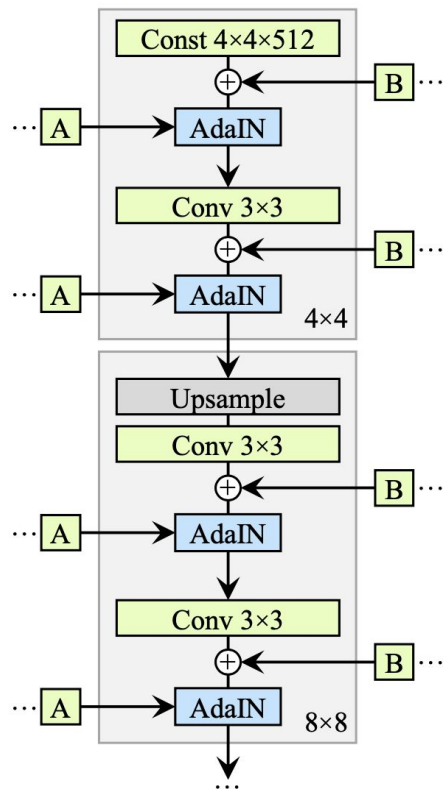 Const 4×4×512
+
B ...
... A
AdaIN
Conv 3×3
+
B ...
... A
AdaIN
4×4
Upsample
Conv 3×3
+
B ...
... A
AdaIN
Conv 3×3
+
B ...
... A
AdaIN
8×8
...